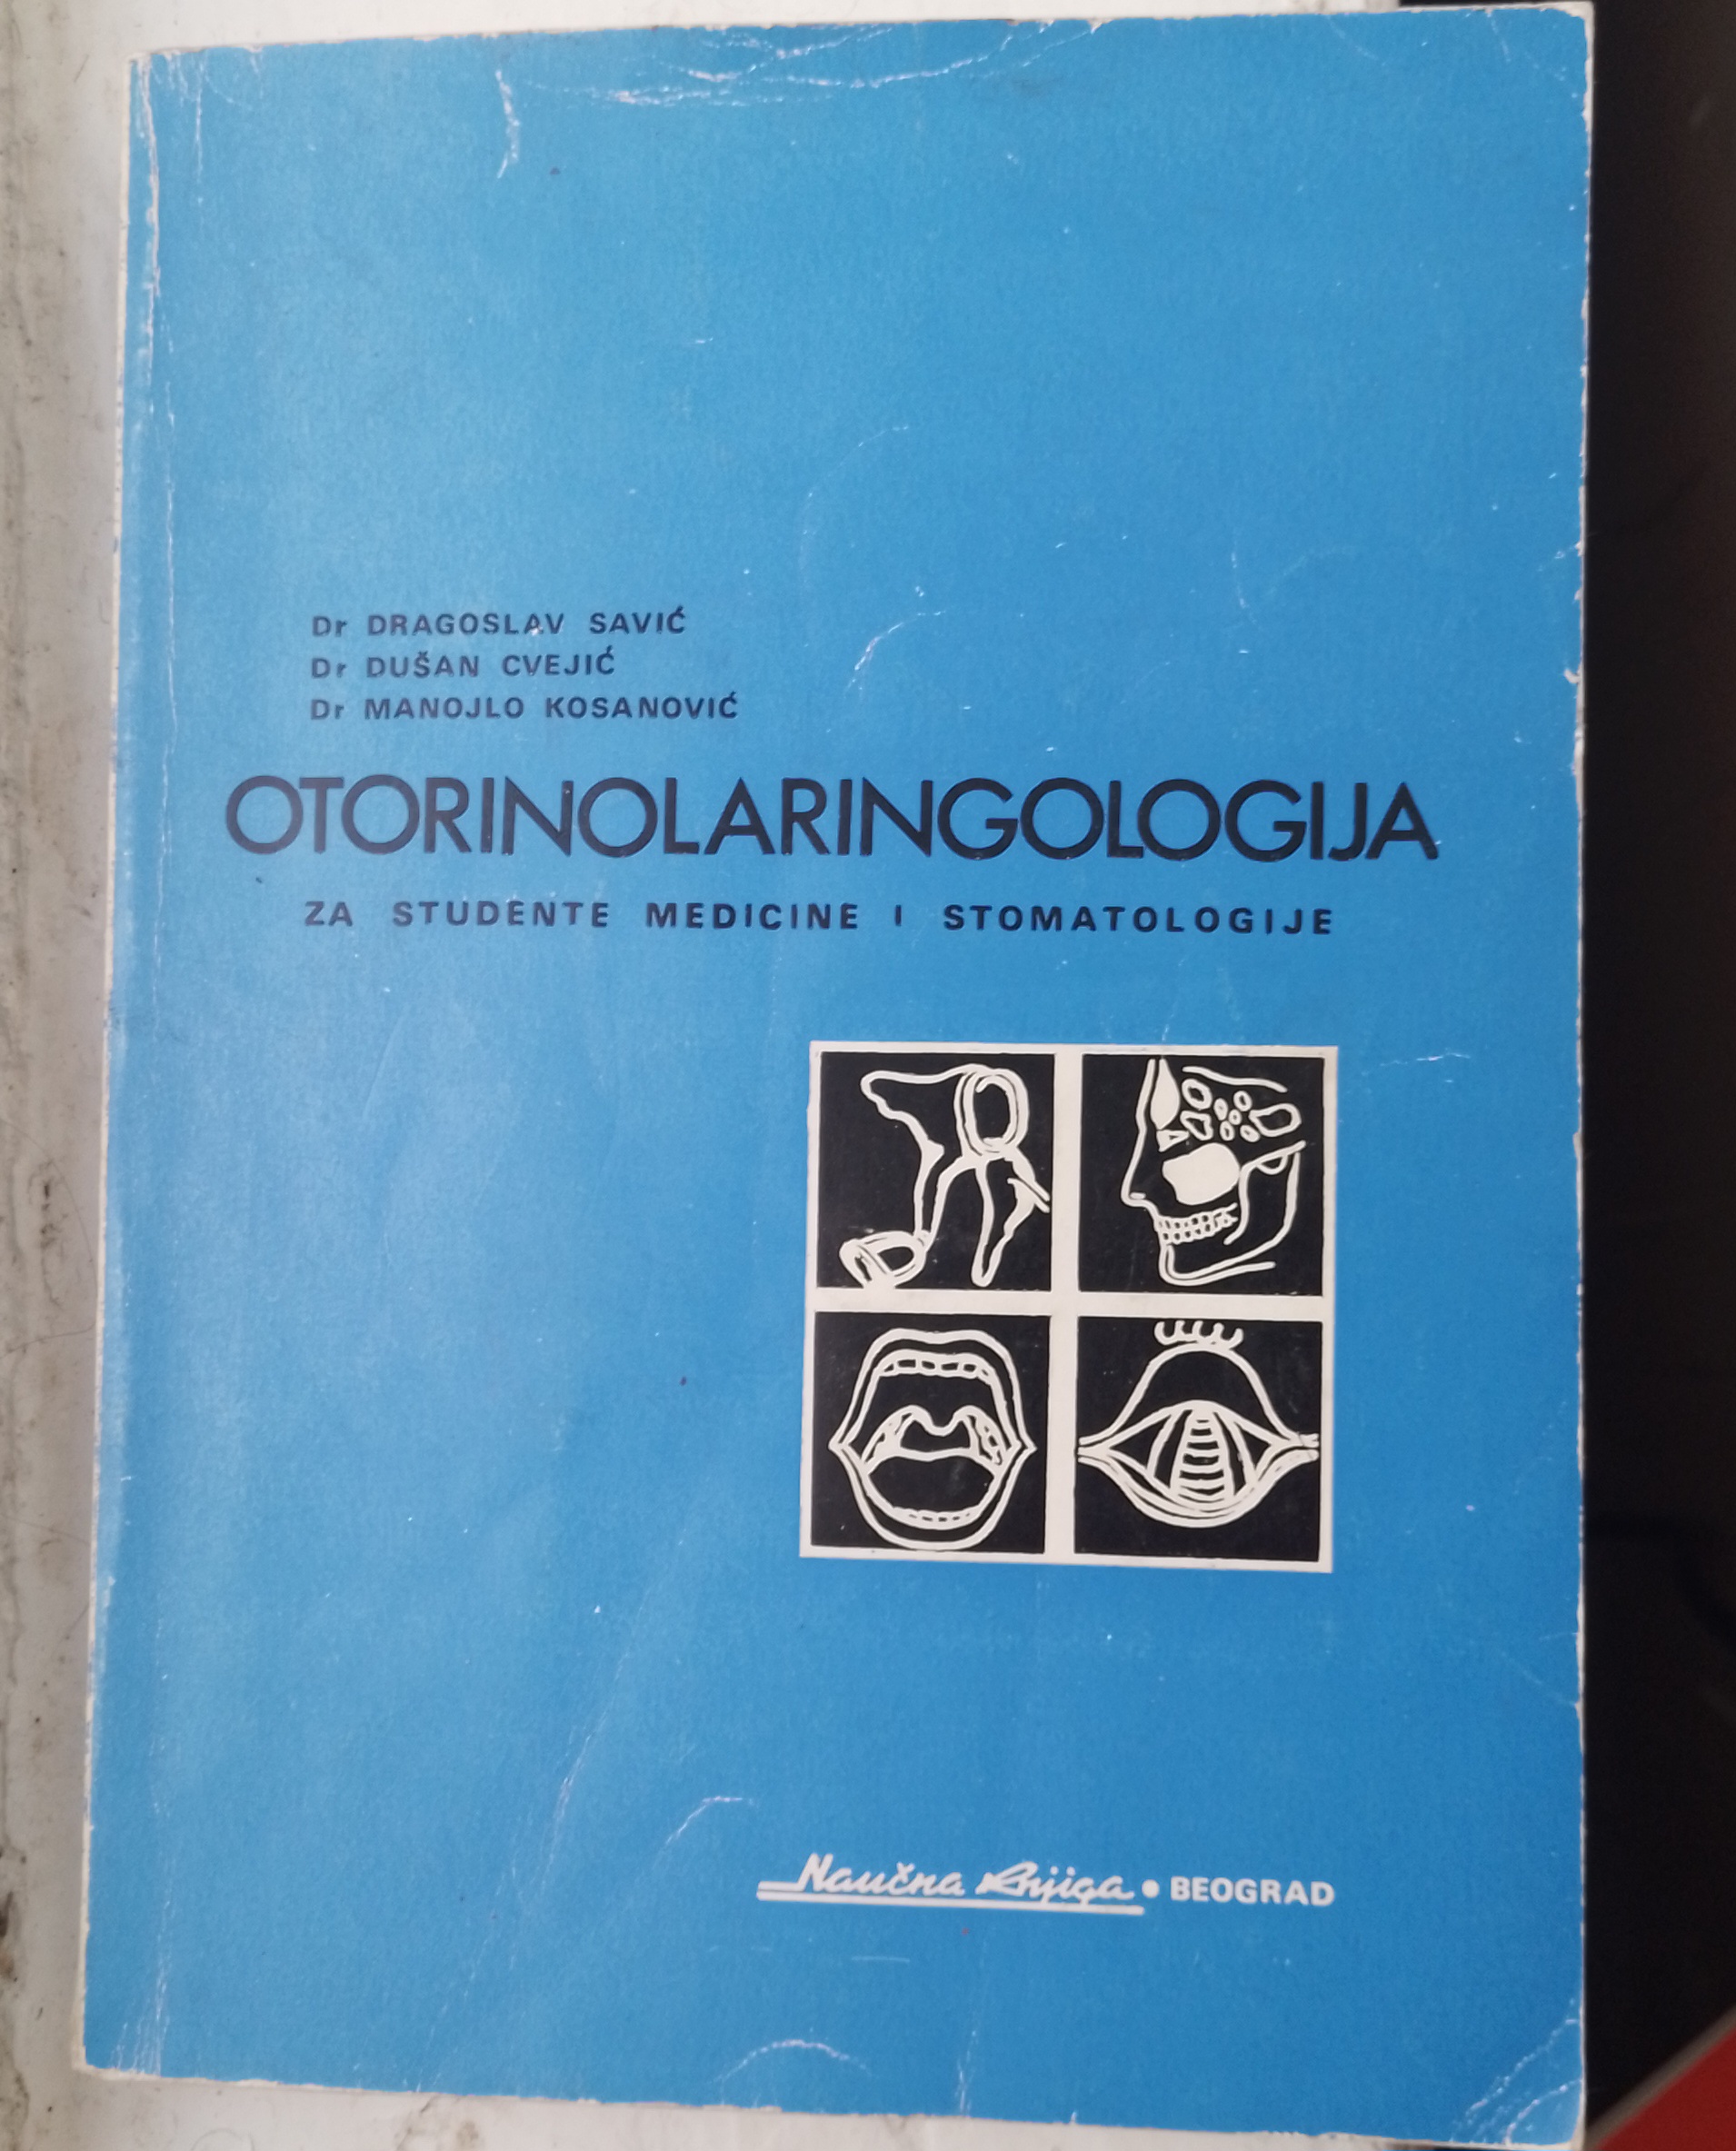 Dr DRAGOSLAV SAVIĆ
Dr DUŠAN CVEJIĆ
Dr MANOJLO KOSANOVIĆ
OTORINOLARINGOLOGIJA
ZA STUDENTE MEDICINE I STOMATOLOGIJE
Naučna knjiga • BEOGRAD